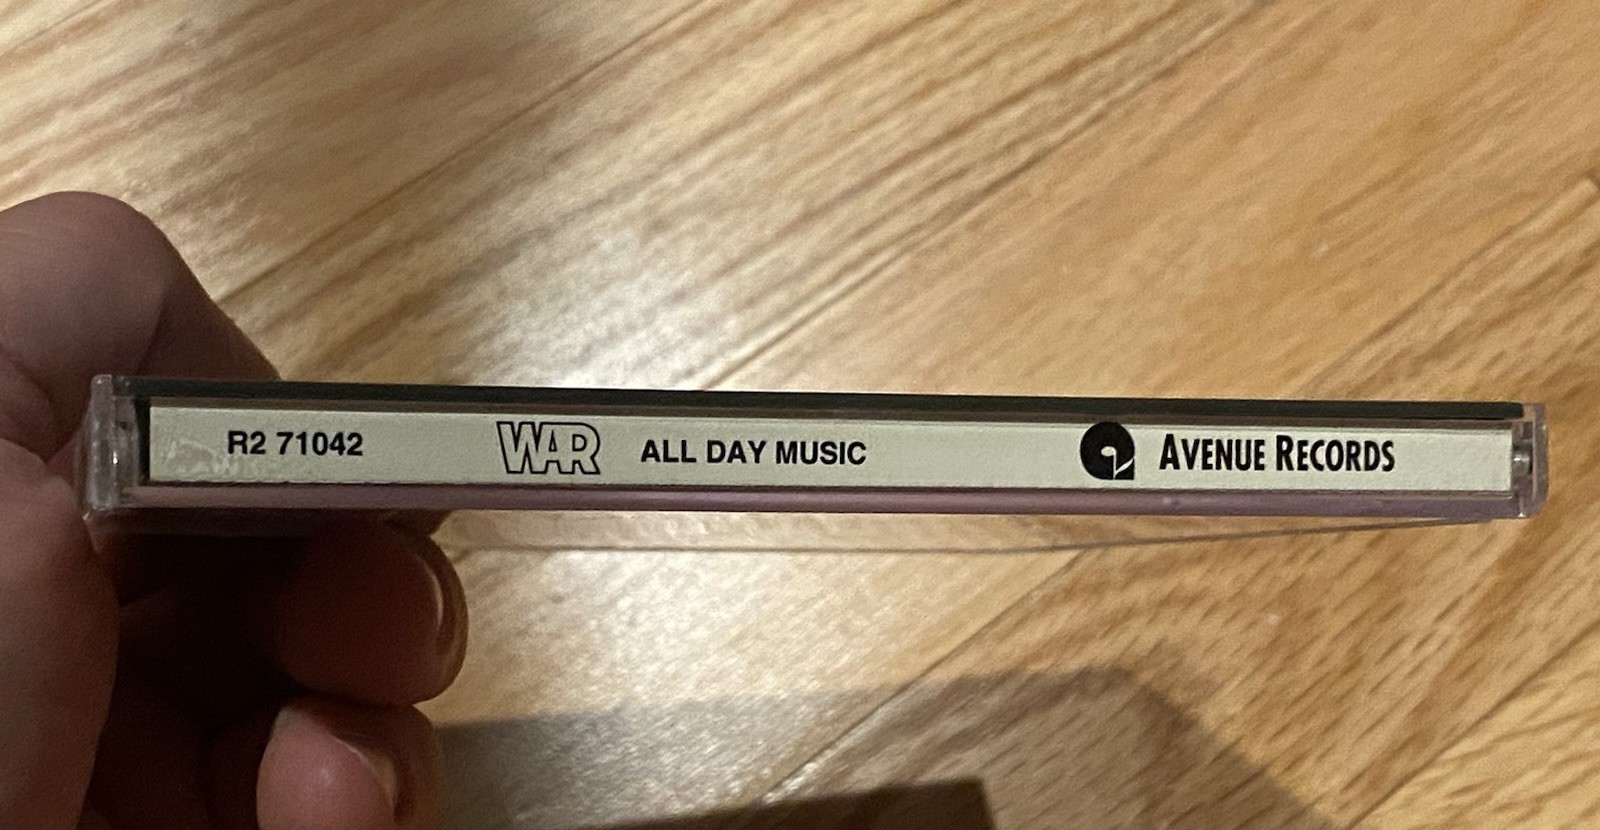 R2 71042 WAR ALL DAY MUSIC AVENUE RECORDS